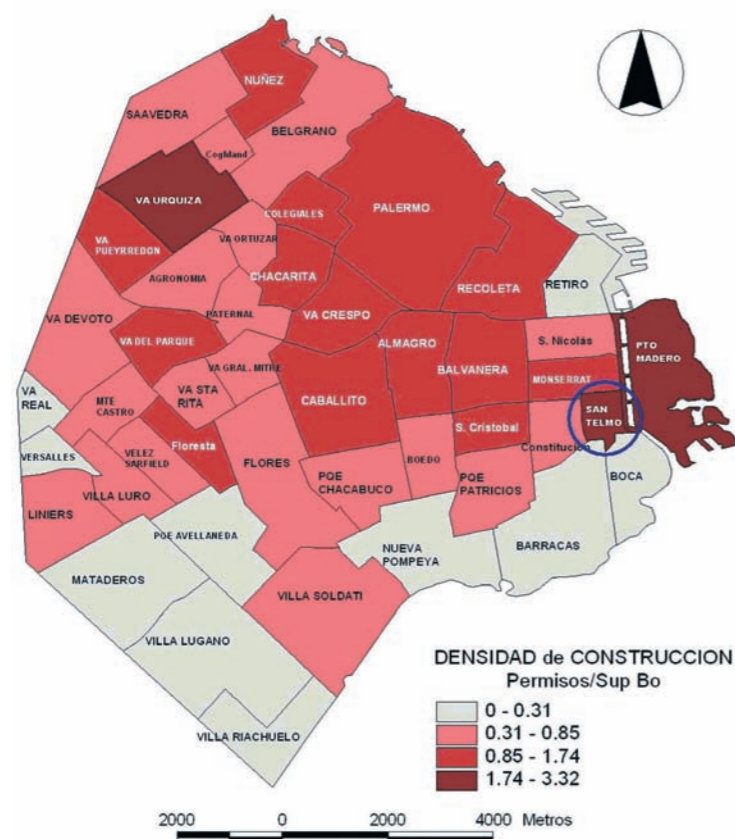 NUÑEZ
SAAVEDRA
BELGRANO
Coghland
VA URQUIZA
COLEGIALES
PALERMO
VA
PUEYRREDON
VA ORTUZAR
AGRONOMIA
CHACARITA
RECOLETA
RETIRO
VA DEVOTO
PATERNAL
VA CRESPO
VA DEL PARQUE
ALMAGRO
S. Nicolás
PTO
MADERO
VA GRAL. MITRE
BALVANERA
VA
REAL
MTE
CASTRO
VA STA
RITA
CABALLITO
MONSERRAT
SAN
TELMO
VERSALLES
VELEZ
SARFIELD
Floresta
FLORES
S. Cristobal
Constitución
BOEDO
LINIERS
VILLA LURO
PQE
CHACABUCO
PQE
PATRICIOS
BOCA
PQE AVELLANEDA
NUEVA
POMPEYA
BARRACAS
MATADEROS
VILLA SOLDATI
VILLA LUGANO
VILLA RIACHUELO
DENSIDAD de CONSTRUCCION
Permisos/Sup Bo
0 - 0.31
0.31 - 0.85
0.85 - 1.74
1.74 - 3.32
2000 0 2000 4000 Metros